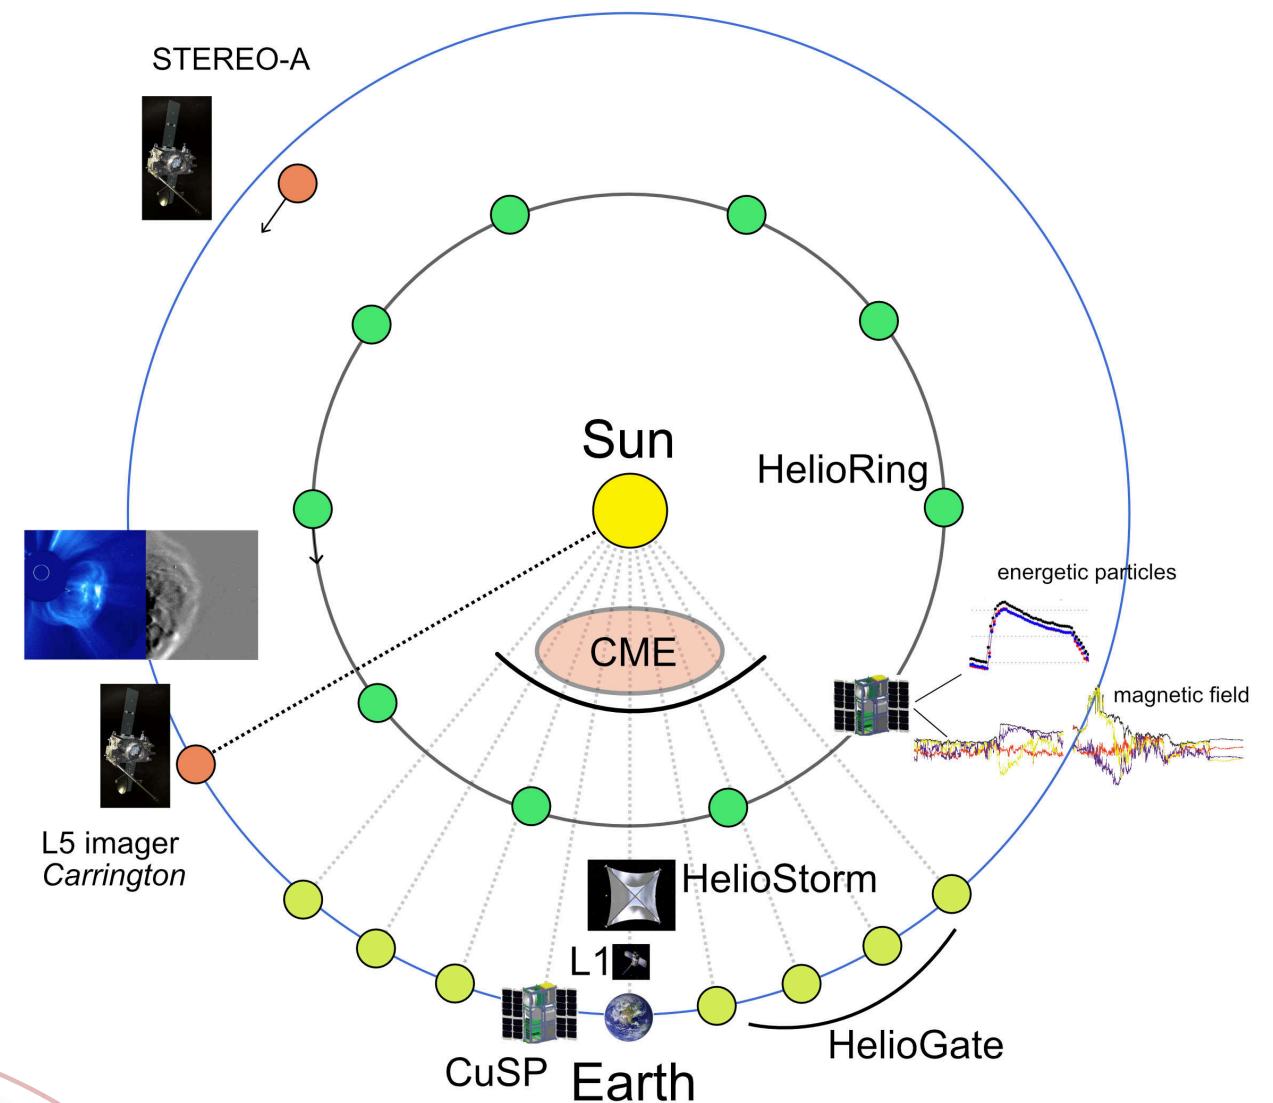 STEREO-A
Sun
HelioRing
energetic particles
CME
magnetic field
L5 imager
Carrington
HelioStorm
L1
HelioGate
CuSP
Earth